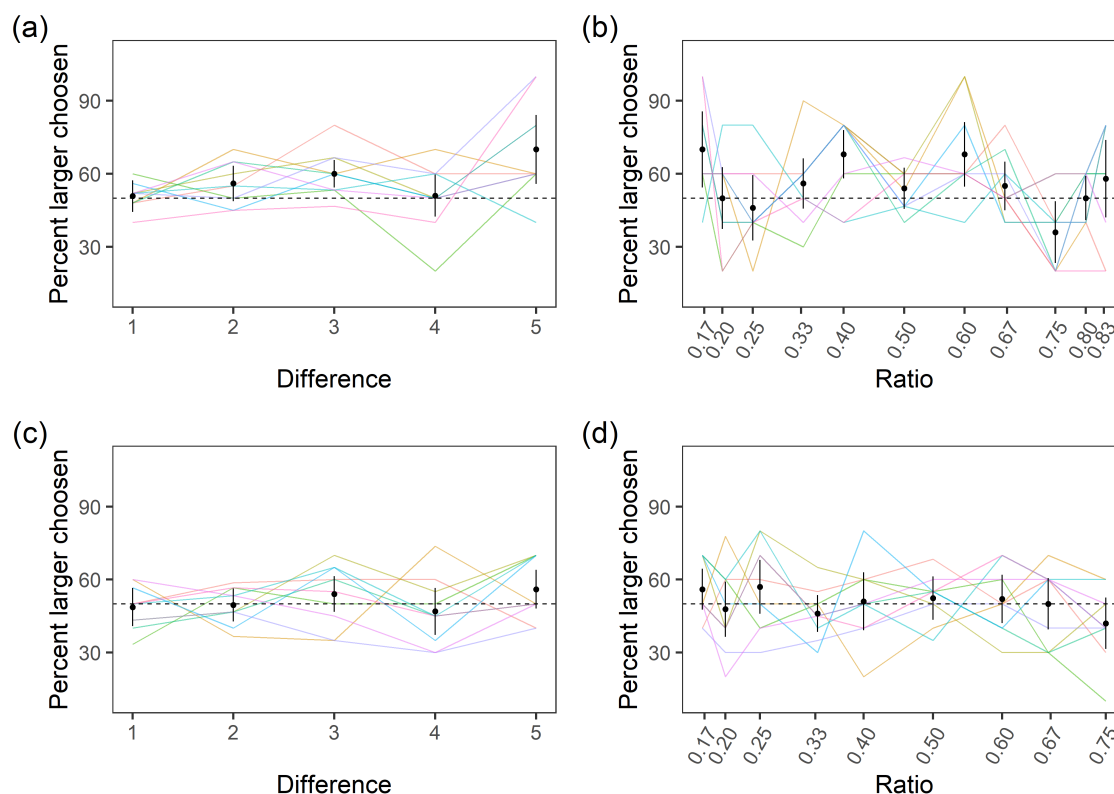 (a)
Percent larger choosen
90
60
30
1 2 3 4 5
Difference
(b)
Percent larger choosen
90
60
30
0.17 0.20 0.25 0.33 0.40 0.50 0.60 0.67 0.75 0.80 0.83
Ratio
(c)
Percent larger choosen
90
60
30
1 2 3 4 5
Difference
(d)
Percent larger choosen
90
60
30
0.17 0.20 0.25 0.33 0.40 0.50 0.60 0.67 0.75
Ratio